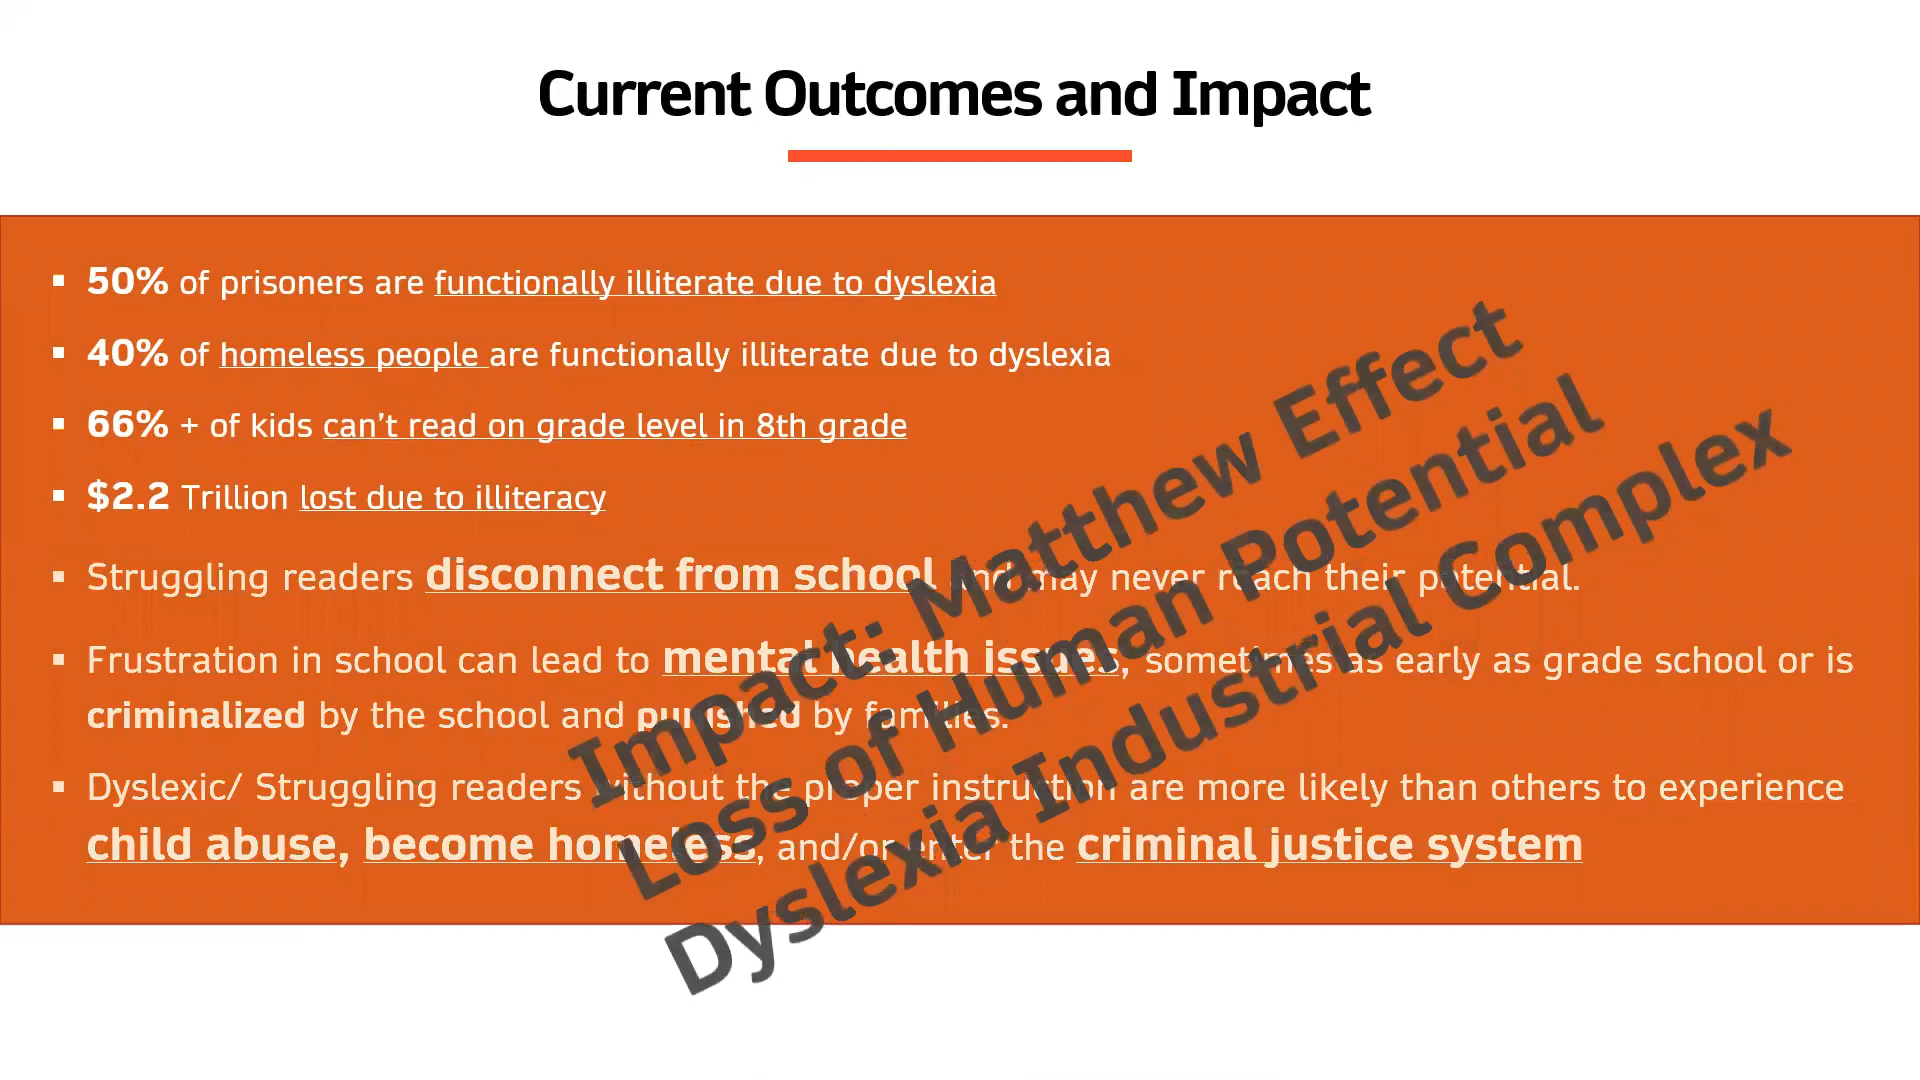 Current Outcomes and Impact
▪ 50% of prisoners are functionally illiterate due to dyslexia
▪ 40% of homeless people are functionally illiterate due to dyslexia
▪ 66% + of kids can’t read on grade level in 8th grade
▪ $2.2 Trillion lost due to illiteracy
▪ Struggling readers disconnect from school and may never reach their potential.
▪ Frustration in school can lead to mental health issues, sometimes as early as grade school or is
criminalized by the school and punished by families.
▪ Dyslexic/ Struggling readers without the proper instruction are more likely than others to experience
child abuse, become homeless, and/or enter the criminal justice system
Impact: Matthew Effect
Loss of Human Potential
Dyslexia Industrial Complex